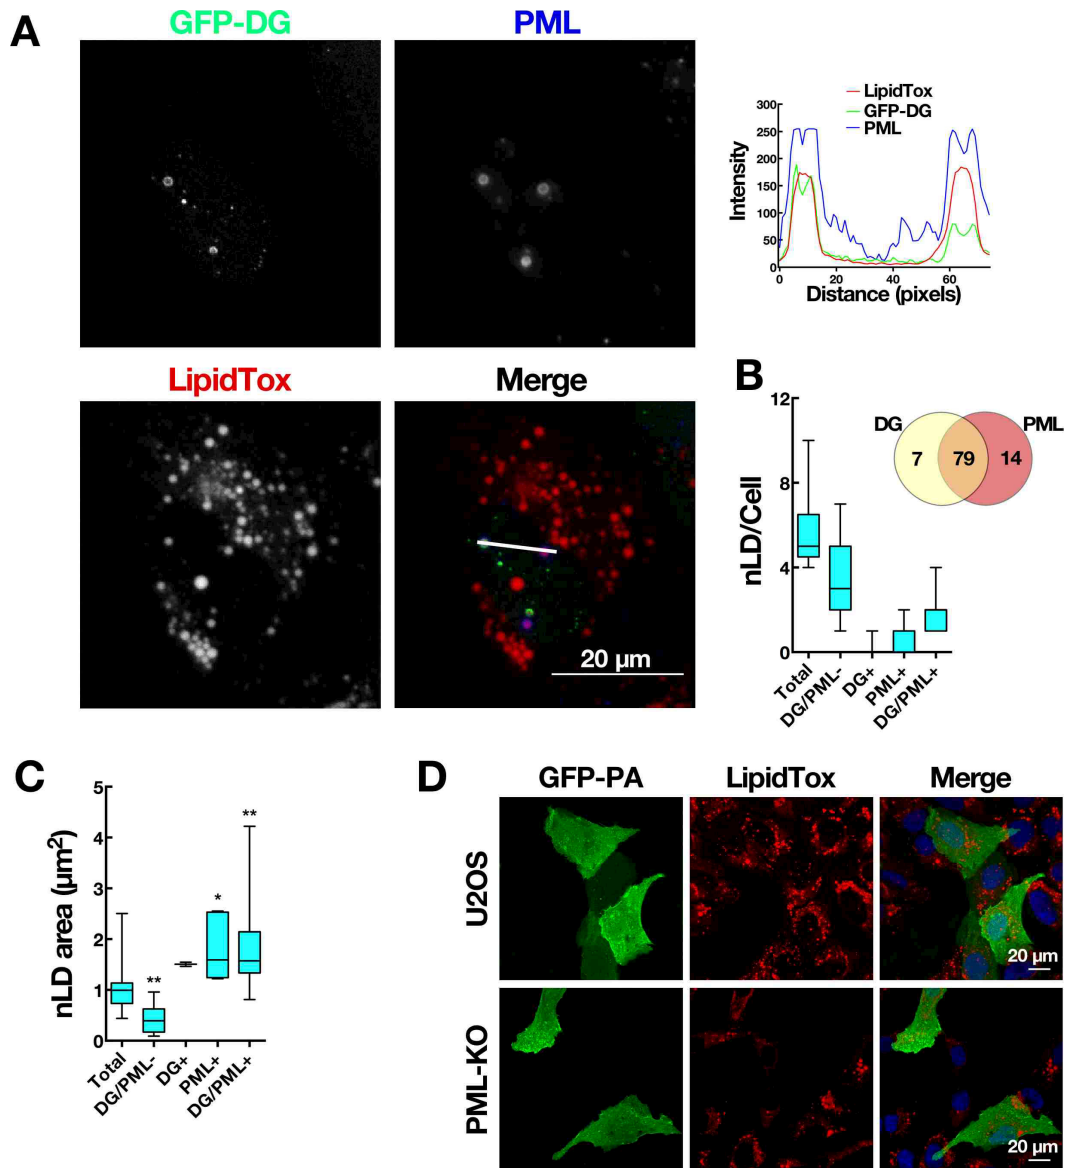 A
GFP-DG
PML
LipidTox
GFP-DG
PML
300
250
200
150
100
50
0
Intensity
0 20 40 60
Distance (pixels)
LipidTox
Merge
20 µm
B
12
8
4
0
nLD/Cell
DG
PML
7 79 14
Total
DG/PML-
DG+
PML+
DG/PML+
C
5
4
3
2
1
0
nLD area (µm²)
**
*
**
Total
DG/PML-
DG+
PML+
DG/PML+
D
GFP-PA
LipidTox
Merge
U2OS
20 µm
PML-KO
20 µm